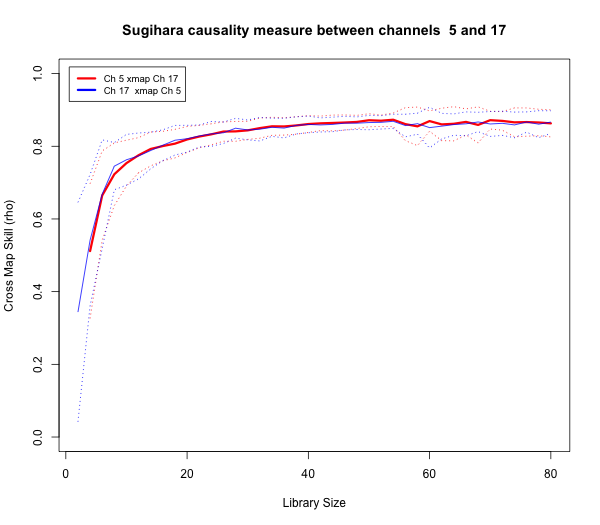 Sugihara causality measure between channels  5 and 17
Ch 5 xmap Ch 17
Ch 17  xmap Ch 5
Cross Map Skill (rho)
1.0
0.8
0.6
0.4
0.2
0.0
0 20 40 60 80
Library Size